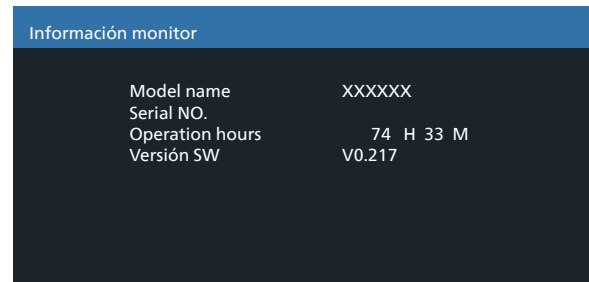 Información monitor
Model name XXXXXX
Serial NO.
Operation hours 74 H 33 M
Versión SW V0.217